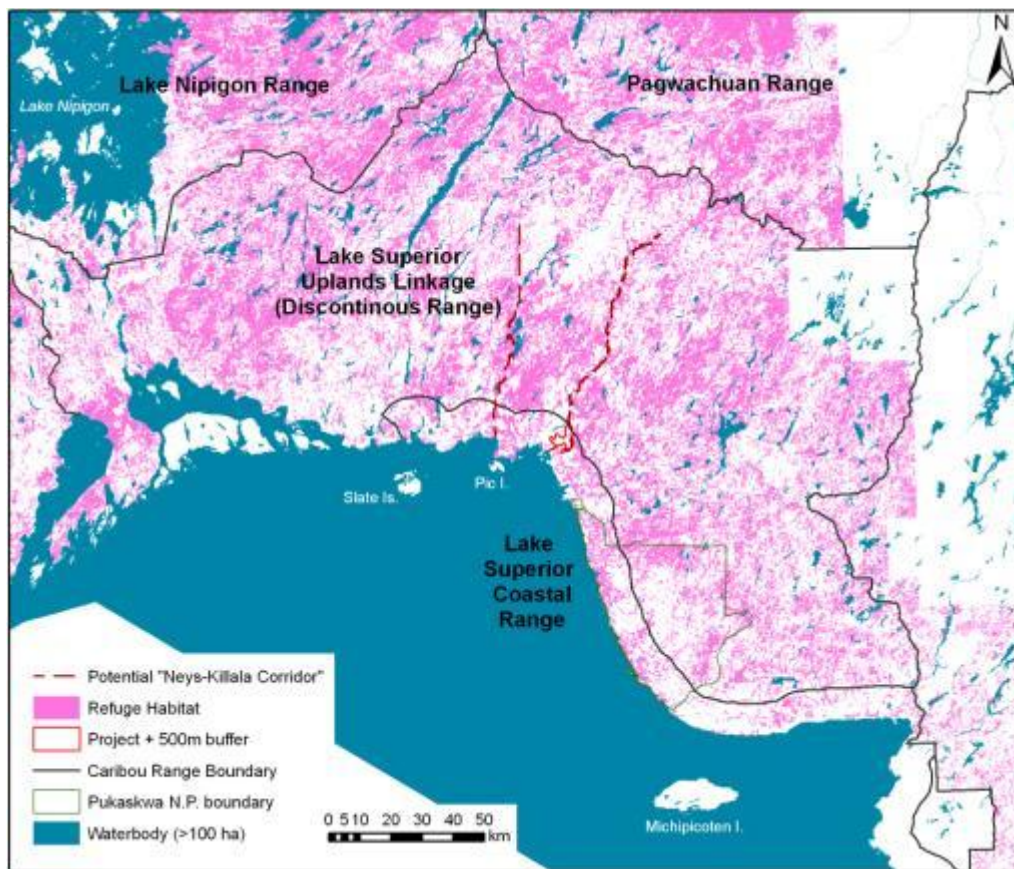 N
Lake Nipigon Range
Pagwachuan Range
Lake Nipigon
Lake Superior
Uplands Linkage
(Discontinous Range)
Slate Is.
Pic I.
Lake
Superior
Coastal
Range
Potential "Neys-Killala Corridor"
Refuge Habitat
Project + 500m buffer
Caribou Range Boundary
Pukaskwa N.P. boundary
Waterbody (>100 ha)
0 5 10 20 30 40 50
km
Michipicoten I.